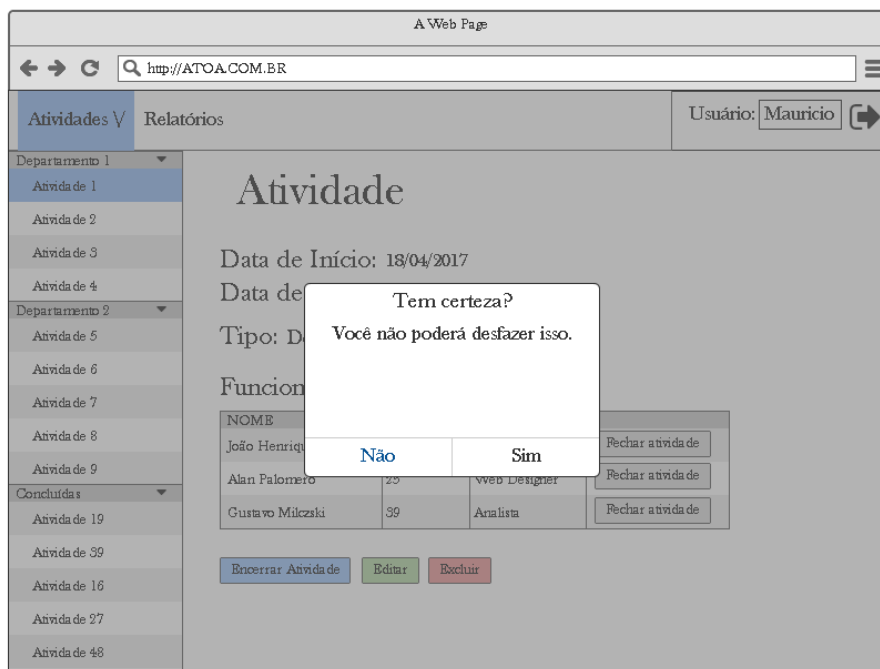 A Web Page
http://ATOA.COM.BR
Atividades V Relatórios Usuário: Mauricio
Departamento 1
Atividade 1
Atividade 2
Atividade 3
Atividade 4
Departamento 2
Atividade 5
Atividade 6
Atividade 7
Atividade 8
Atividade 9
Concluídas
Atividade 19
Atividade 39
Atividade 16
Atividade 27
Atividade 48
Atividade
Data de Início: 18/04/2017
Data de
Tipo:
Funcion
Tem certeza?
Você não poderá desfazer isso.
Não Sim
NOME
João Henriqu Fechar atividade
Alan Palomero 25 Web Designer Fechar atividade
Gustavo Milczski 39 Analista Fechar atividade
Encerrar Atividade Editar Excluir